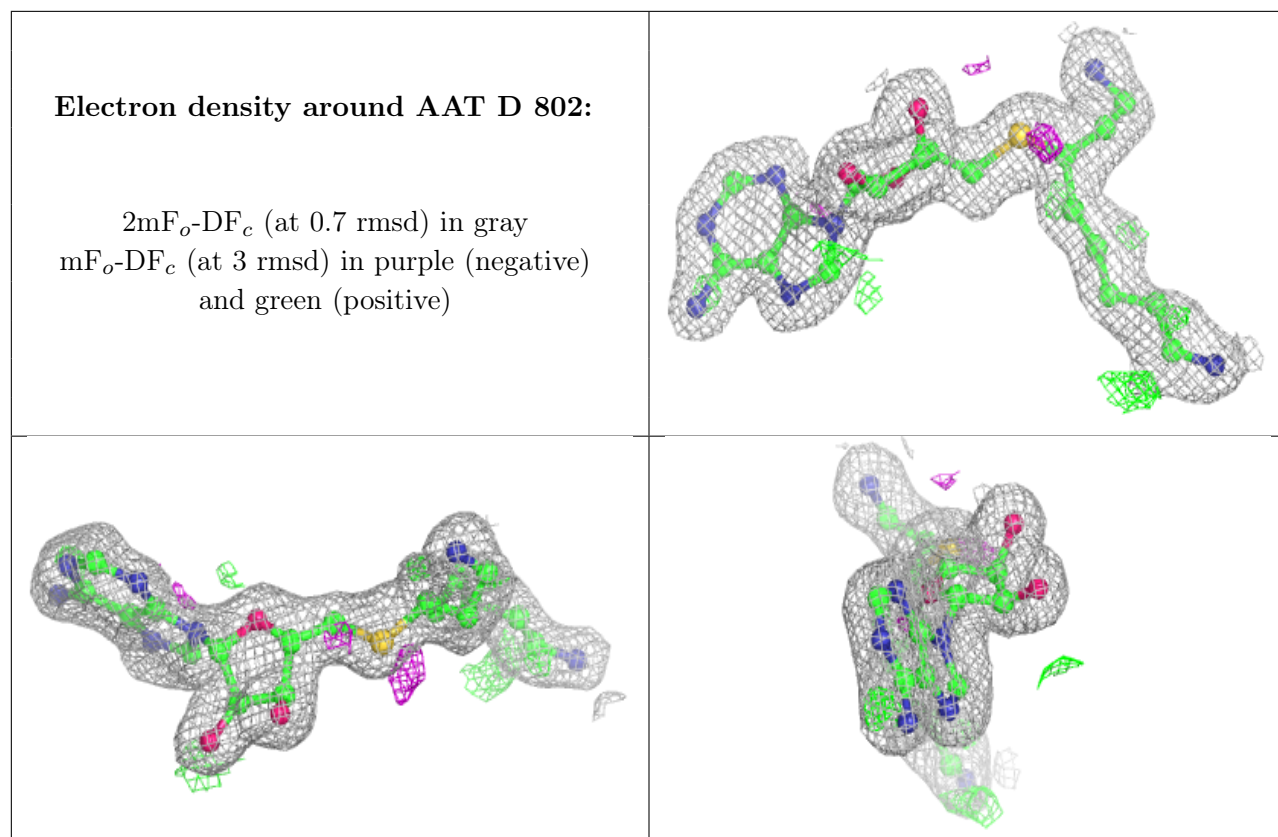 Electron density around AAT D 802:
2mFo-DFc (at 0.7 rmsd) in gray
mFo-DFc (at 3 rmsd) in purple (negative)
and green (positive)